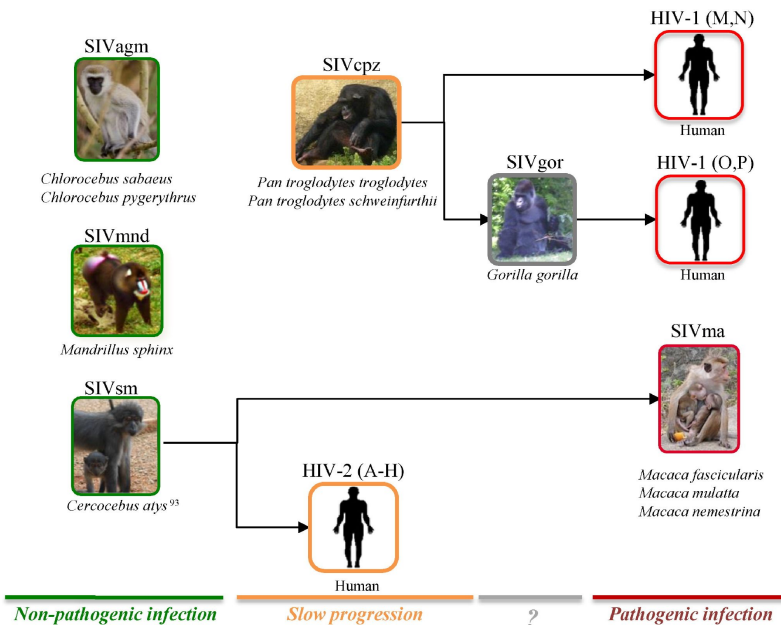 SIVagm
Chlorocebus sabaeus
Chlorocebus pygerythrus
SIVmnd
Mandrillus sphinx
SIVsm
Cercocebus atys 93
SIVcpz
Pan troglodytes troglodytes
Pan troglodytes schweinfurthii
SIVgor
Gorilla gorilla
HIV-1 (M,N)
Human
HIV-1 (O,P)
Human
SIVma
Macaca fascicularis
Macaca mulatta
Macaca nemestrina
HIV-2 (A-H)
Human
Non-pathogenic infection
Slow progression
?
Pathogenic infection